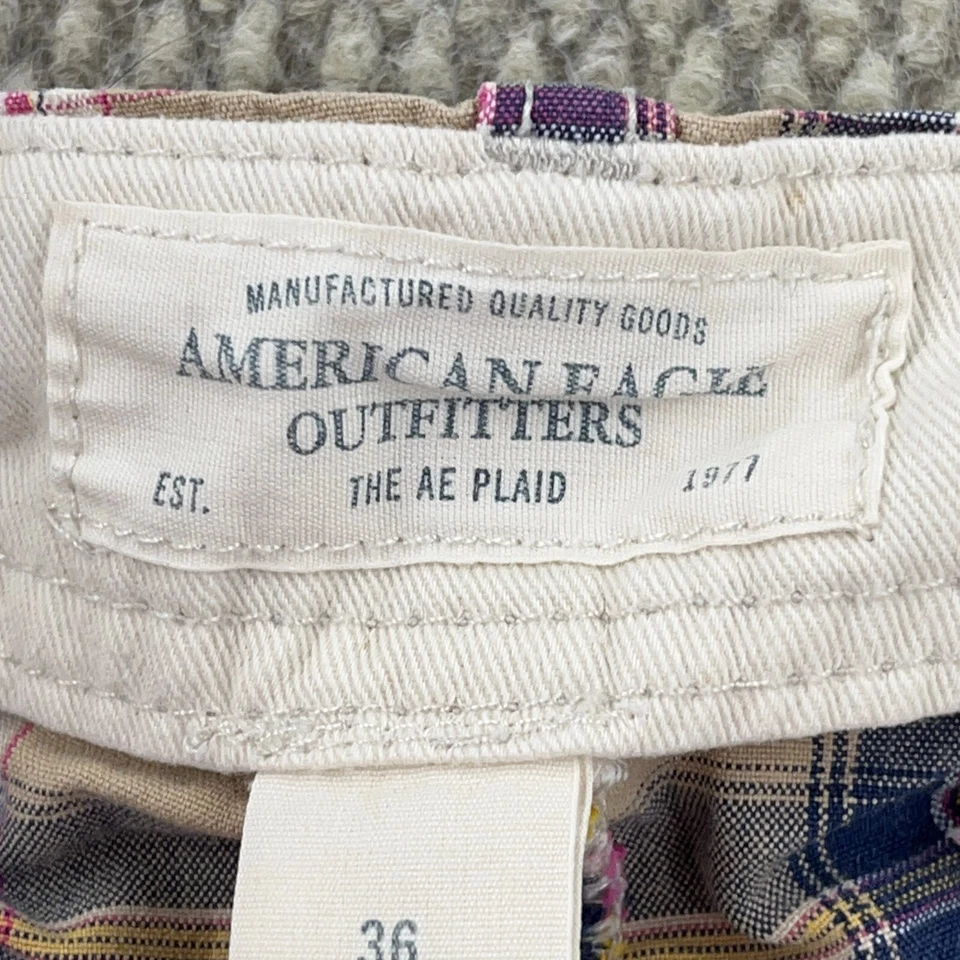 MANUFACTURED QUALITY GOODS
AMERICAN EAGLE
OUTFITTERS
EST. THE AE PLAID 1977
36